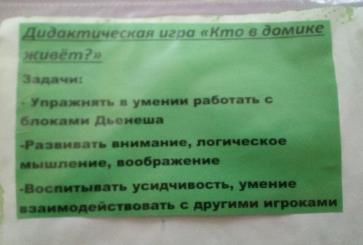 Дидактическая игра «Кто в домике
живёт?»
Задачи:
- Упражнять в умении работать с
блоками Дьенеша
-Развивать внимание, логическое
мышление, воображение
-Воспитывать усидчивость, умение
взаимодействовать с другими игроками